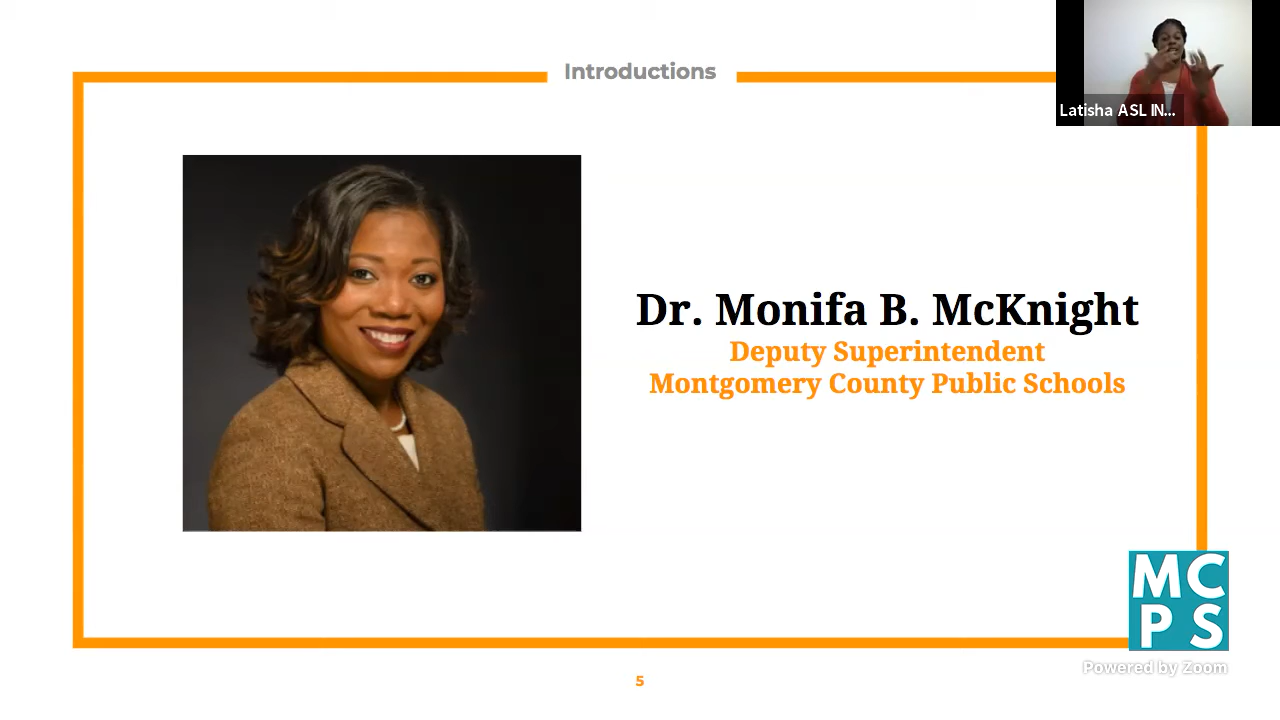 Introductions
Latisha ASL IN...
Dr. Monifa B. McKnight
Deputy Superintendent
Montgomery County Public Schools
MC
PS
Powered by Zoom
5